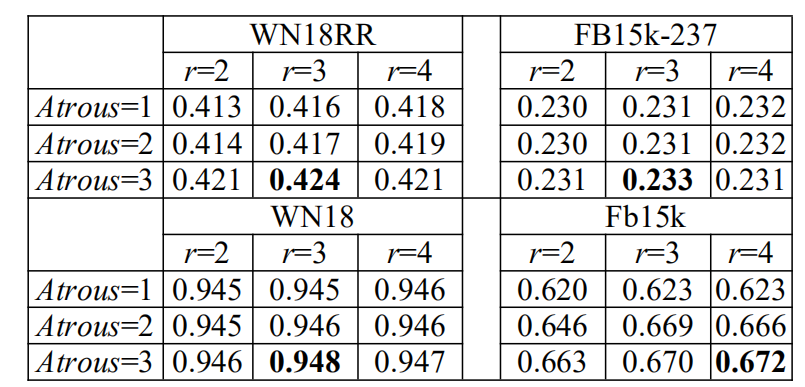 WN18RR FB15k-237
r=2 r=3 r=4 r=2 r=3 r=4
Atrous=1 0.413 0.416 0.418 0.230 0.231 0.232
Atrous=2 0.414 0.417 0.419 0.230 0.231 0.232
Atrous=3 0.421 0.424 0.421 0.231 0.233 0.231
WN18 Fb15k
r=2 r=3 r=4 r=2 r=3 r=4
Atrous=1 0.945 0.945 0.946 0.620 0.623 0.623
Atrous=2 0.945 0.946 0.946 0.646 0.669 0.666
Atrous=3 0.946 0.948 0.947 0.663 0.670 0.672